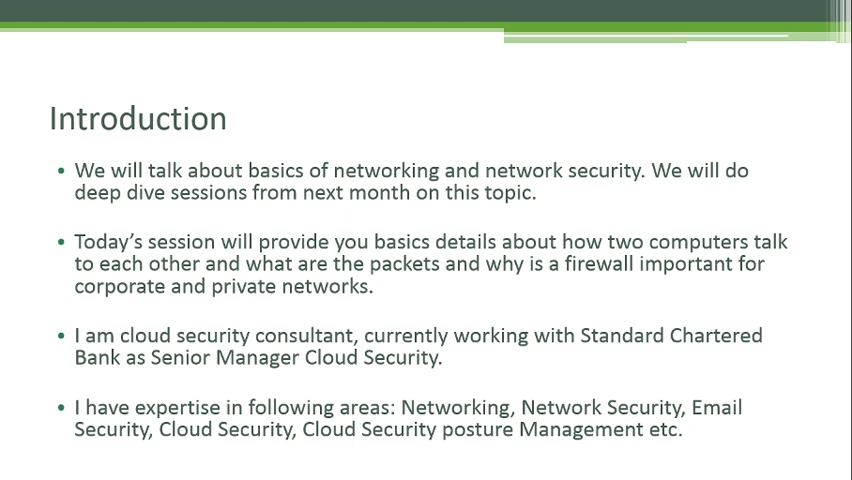 Introduction
• We will talk about basics of networking and network security. We will do
deep dive sessions from next month on this topic.
• Today's session will provide you basics details about how two computers talk
to each other and what are the packets and why is a firewall important for
corporate and private networks.
• I am cloud security consultant, currently working with Standard Chartered
Bank as Senior Manager Cloud Security.
• I have expertise in following areas: Networking, Network Security, Email
Security, Cloud Security, Cloud Security posture Management etc.